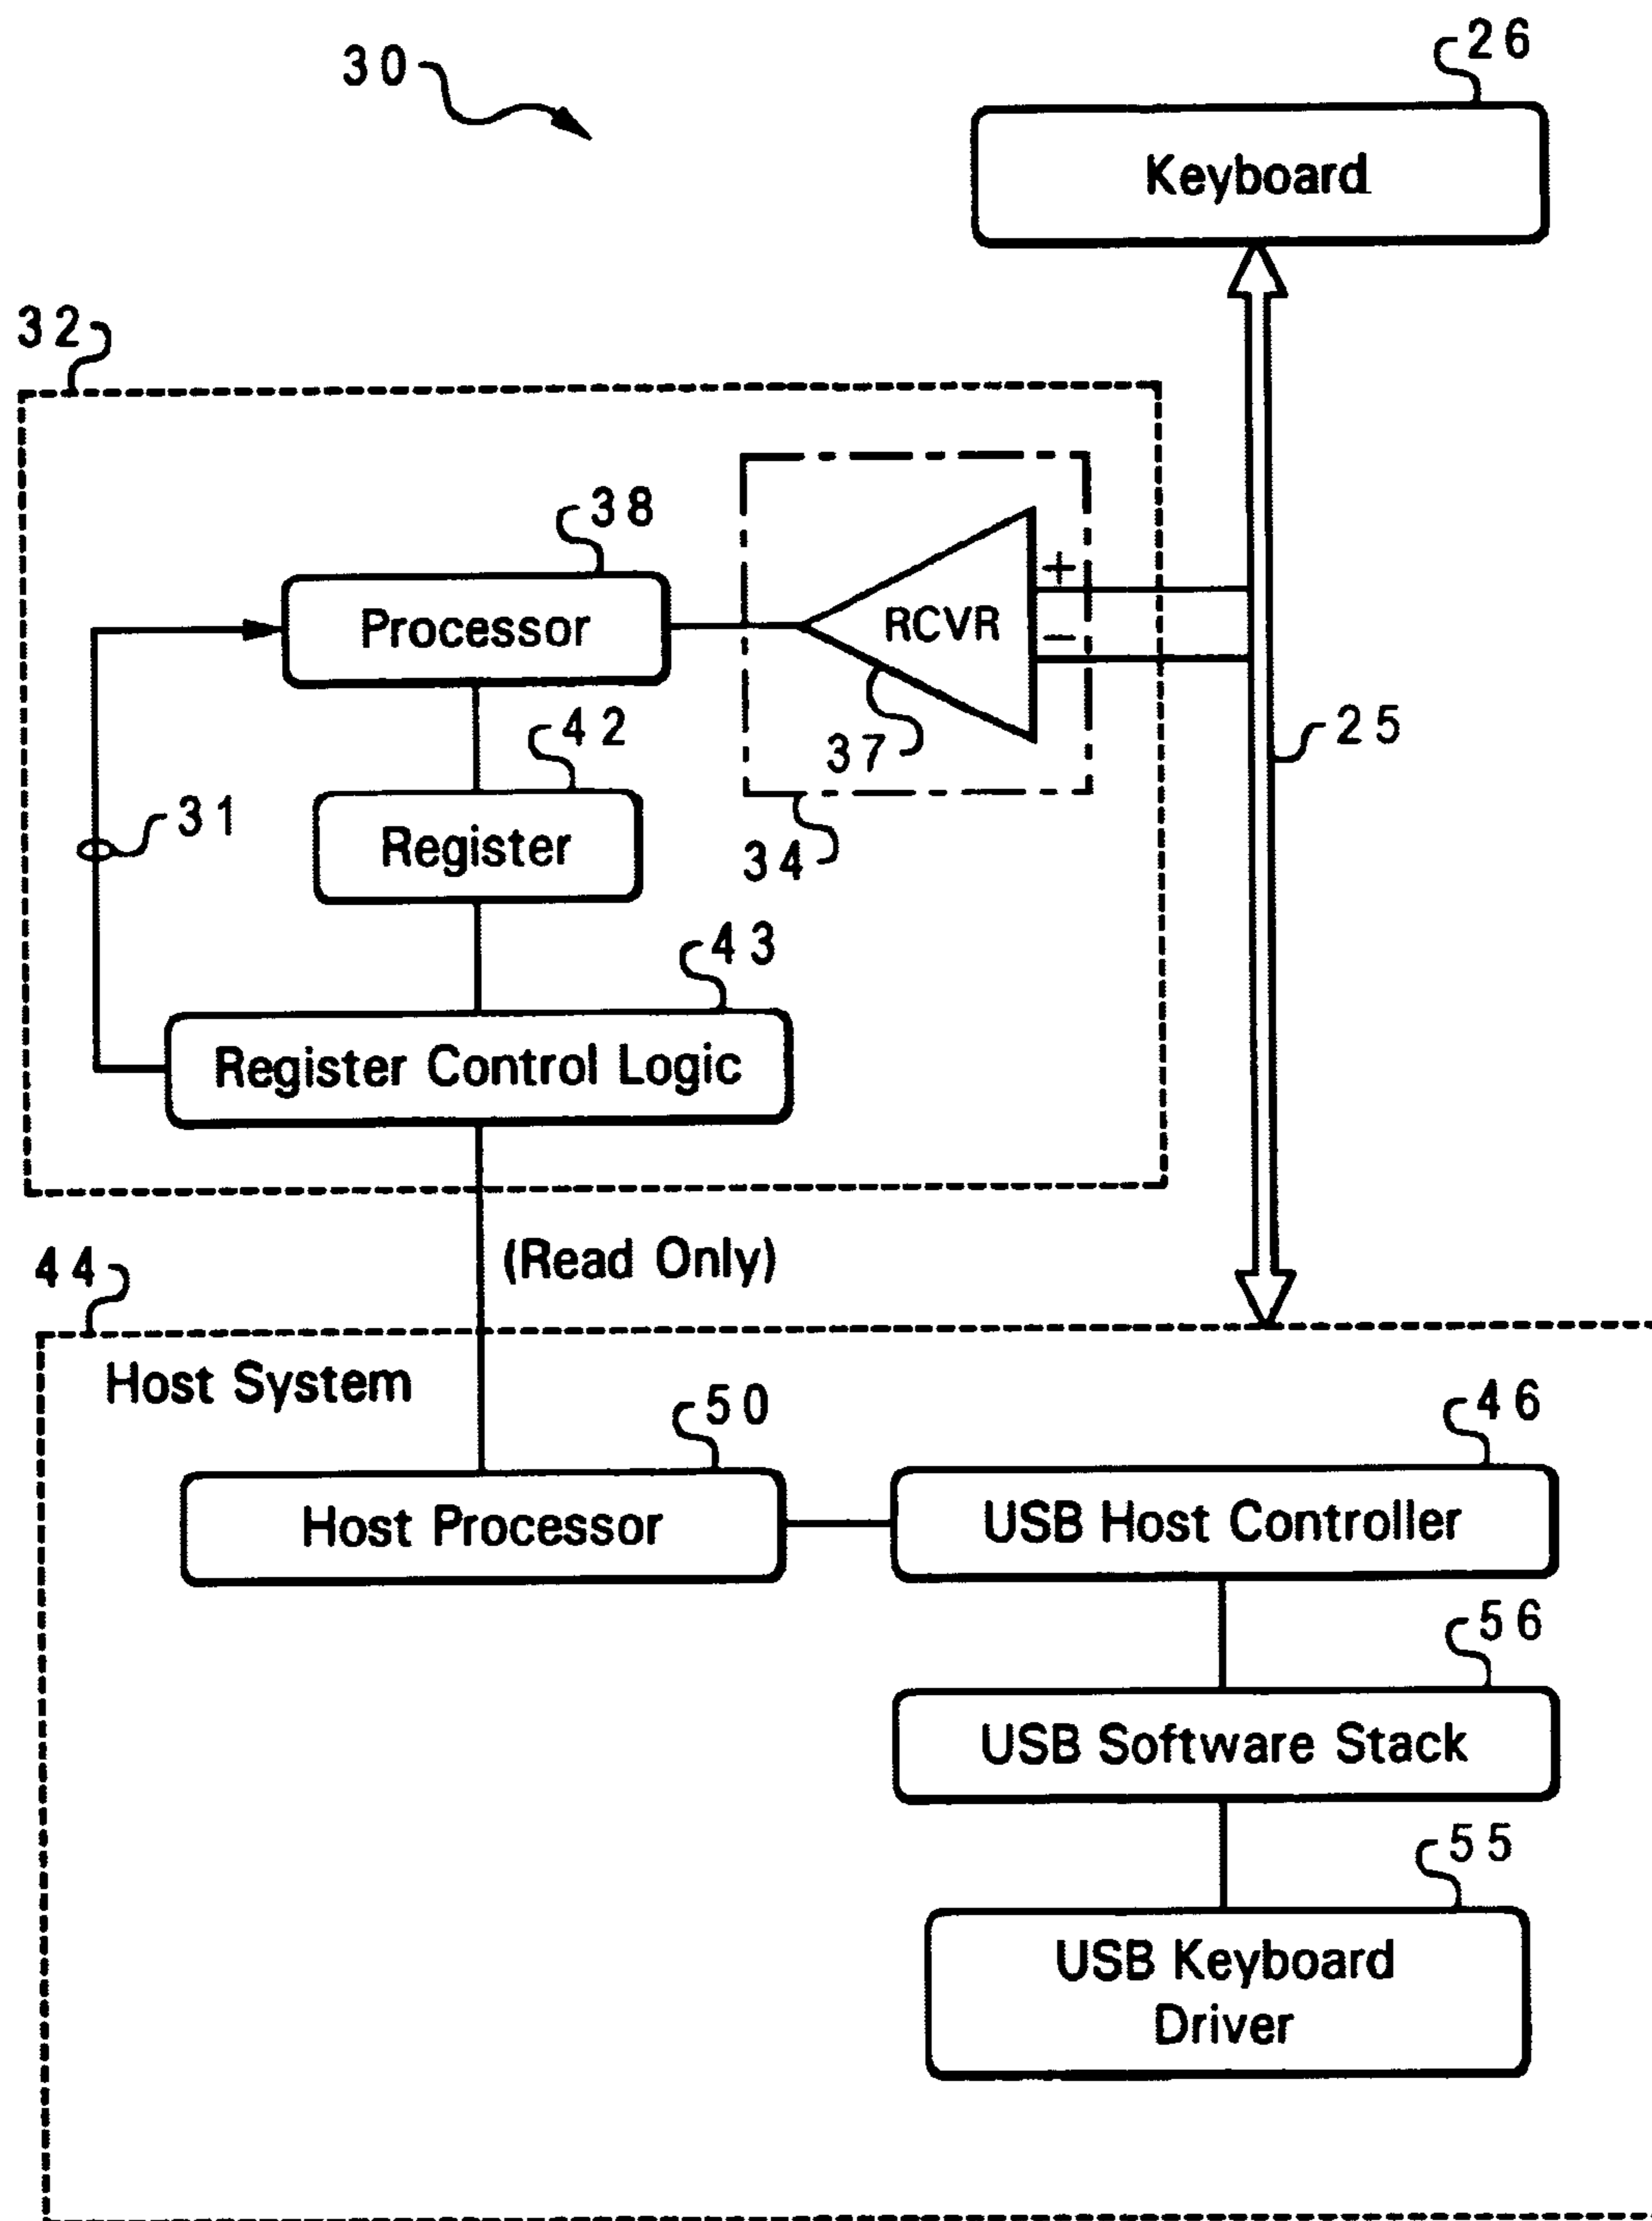 30
26
Keyboard
32
38
Processor
+
RCVR
−
37
34
25
42
Register
31
43
Register Control Logic
(Read Only)
44
Host System
50
Host Processor
46
USB Host Controller
56
USB Software Stack
55
USB Keyboard
Driver